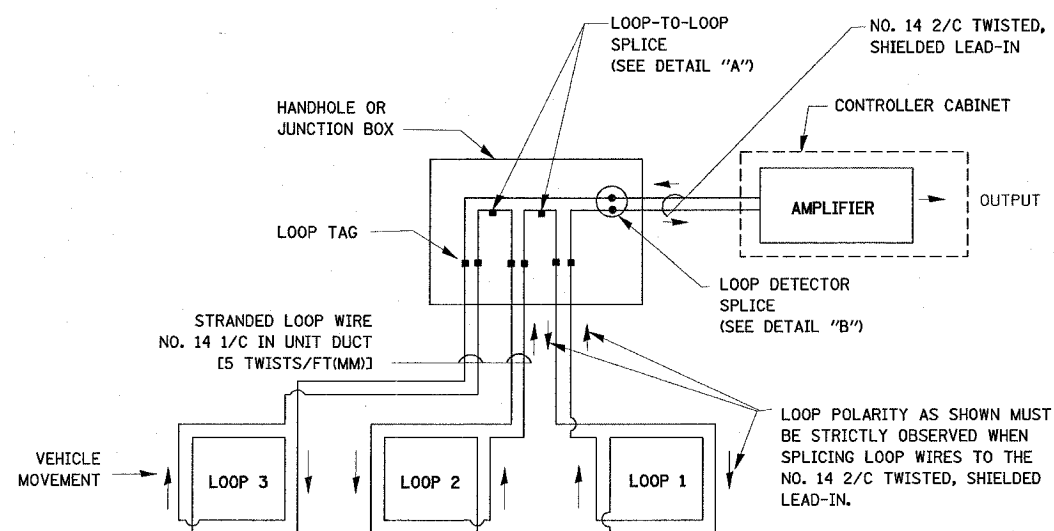 LOOP-TO-LOOP
SPLICE
(SEE DETAIL "A")
NO. 14 2/C TWISTED,
SHIELDED LEAD-IN
HANDHOLE OR
JUNCTION BOX
CONTROLLER CABINET
AMPLIFIER
OUTPUT
LOOP TAG
LOOP DETECTOR
SPLICE
(SEE DETAIL "B")
STRANDED LOOP WIRE
NO. 14 1/C IN UNIT DUCT
[5 TWISTS/FT(MM)]
LOOP POLARITY AS SHOWN MUST
BE STRICTLY OBSERVED WHEN
SPLICING LOOP WIRES TO THE
NO. 14 2/C TWISTED, SHIELDED
LEAD-IN.
VEHICLE
MOVEMENT
LOOP 3
LOOP 2
LOOP 1